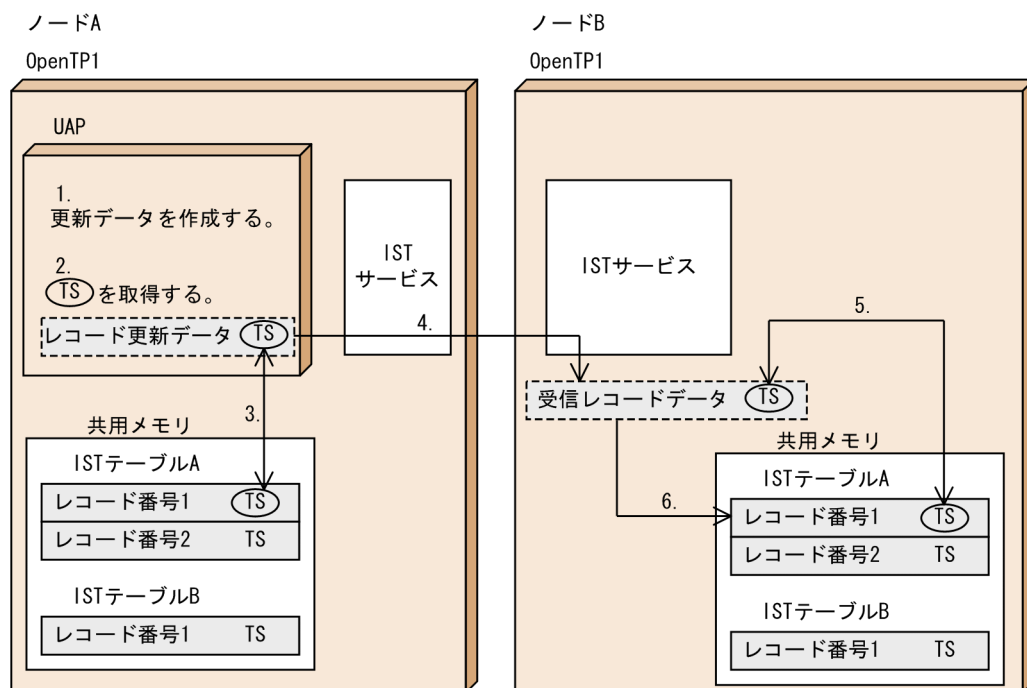 ノードA
OpenTP1
UAP
1.
更新データを作成する。
2.
TSを取得する。
レコード更新データ TS
IST
サービス
4.
3.
共用メモリ
ISTテーブルA
レコード番号1 TS
レコード番号2 TS
ISTテーブルB
レコード番号1 TS
ノードB
OpenTP1
ISTサービス
5.
受信レコードデータ TS
共用メモリ
6.
ISTテーブルA
レコード番号1 TS
レコード番号2 TS
ISTテーブルB
レコード番号1 TS